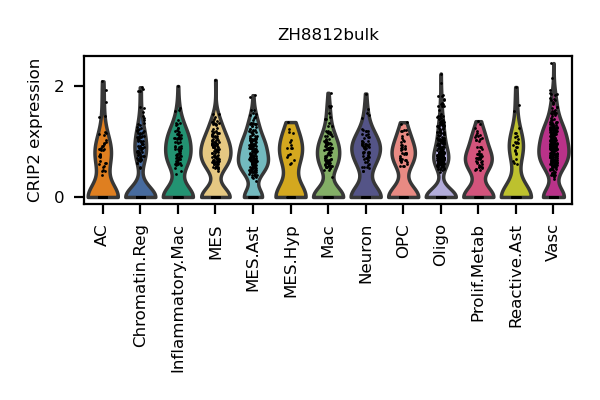 ZH8812bulk
CRIP2 expression
2
0
AC
Chromatin.Reg
Inflammatory.Mac
MES
MES.Ast
MES.Hyp
Mac
Neuron
OPC
Oligo
Prolif.Metab
Reactive.Ast
Vasc